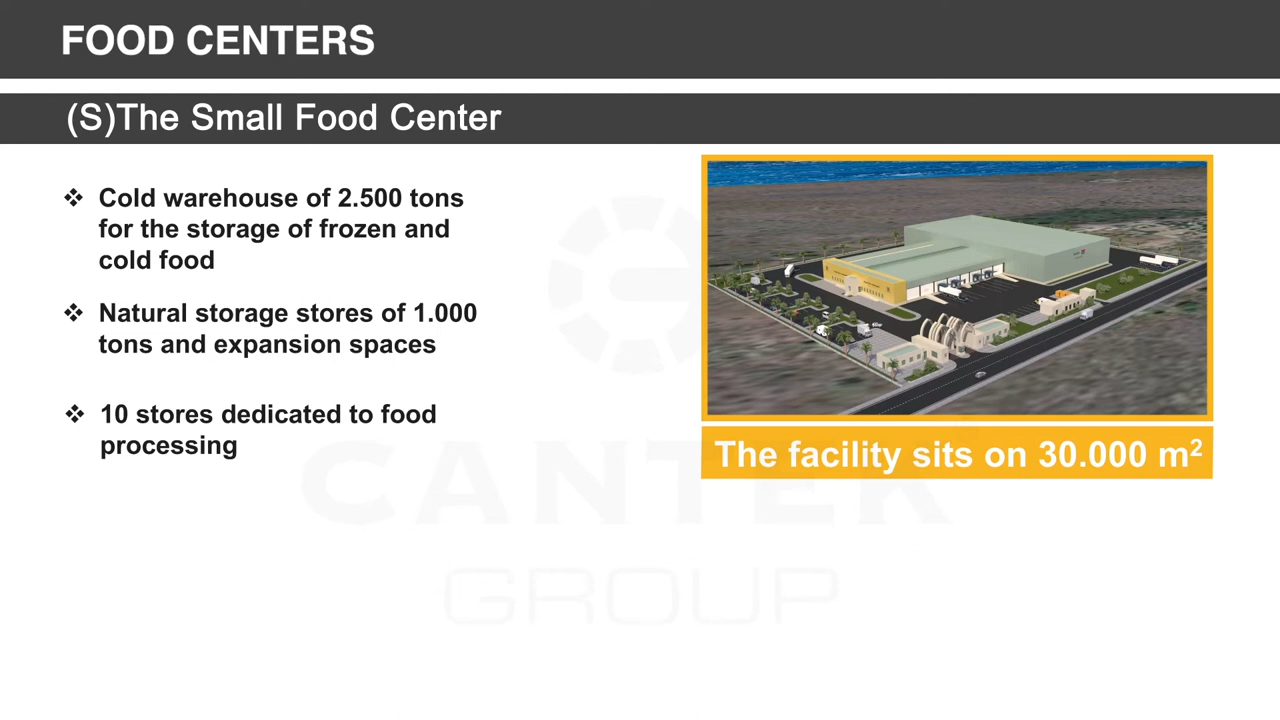 FOOD CENTERS
(S)The Small Food Center
❖ Cold warehouse of 2.500 tons
for the storage of frozen and
cold food
❖ Natural storage stores of 1.000
tons and expansion spaces
❖ 10 stores dedicated to food
processing
The facility sits on 30.000 m²
CANTEK
GROUP